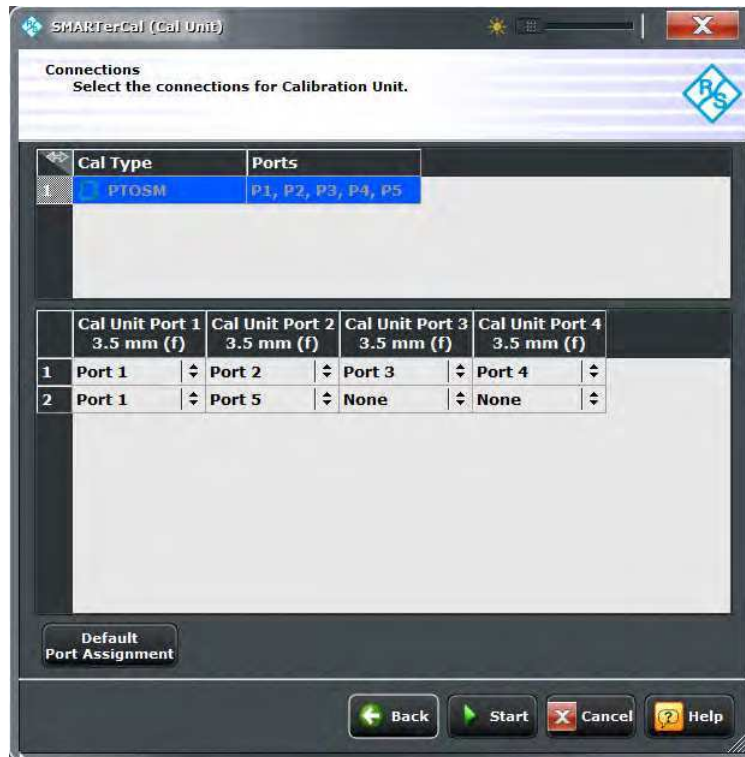 SMARTerCal (Cal Unit)
Connections
Select the connections for Calibration Unit.
R&S
Cal Type Ports
1 PTOSM P1, P2, P3, P4, P5
Cal Unit Port 1 3.5 mm (f) Cal Unit Port 2 3.5 mm (f) Cal Unit Port 3 3.5 mm (f) Cal Unit Port 4 3.5 mm (f)
1 Port 1 Port 2 Port 3 Port 4
2 Port 1 Port 5 None None
Default
Port Assignment
Back Start Cancel Help